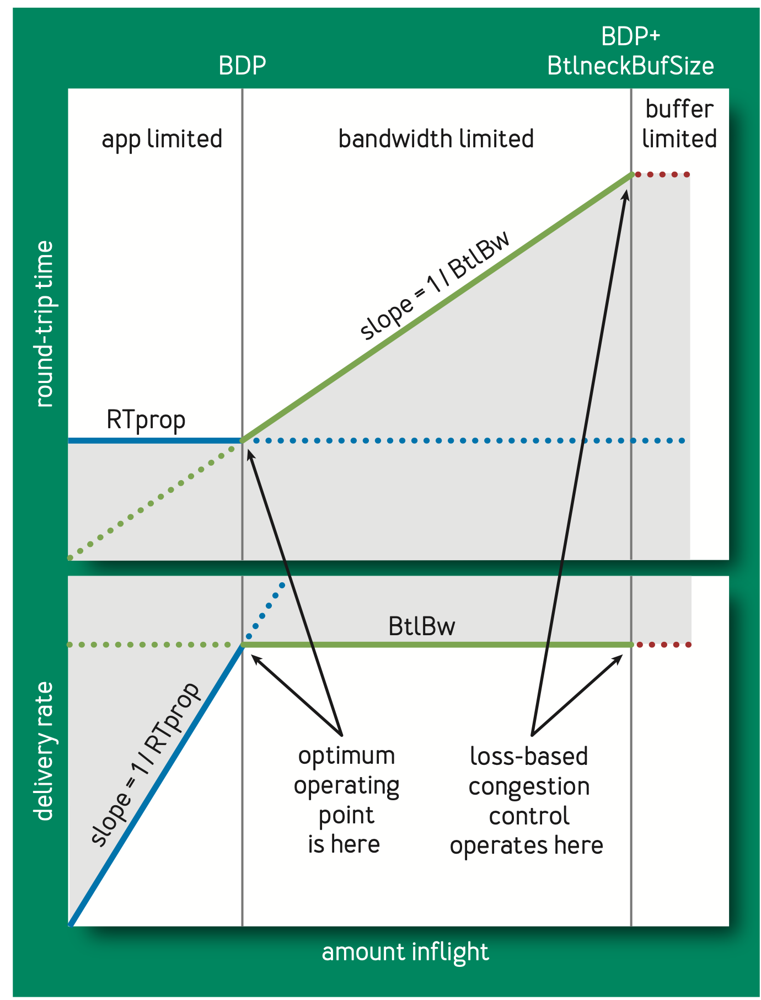 BDP
BDP+
BtlneckBufSize
app limited
bandwidth limited
buffer
limited
round-trip time
slope = 1 / BtlBw
RTprop
BtlBw
delivery rate
slope = 1 / RTprop
optimum
operating
point
is here
loss-based
congestion
control
operates here
amount inflight